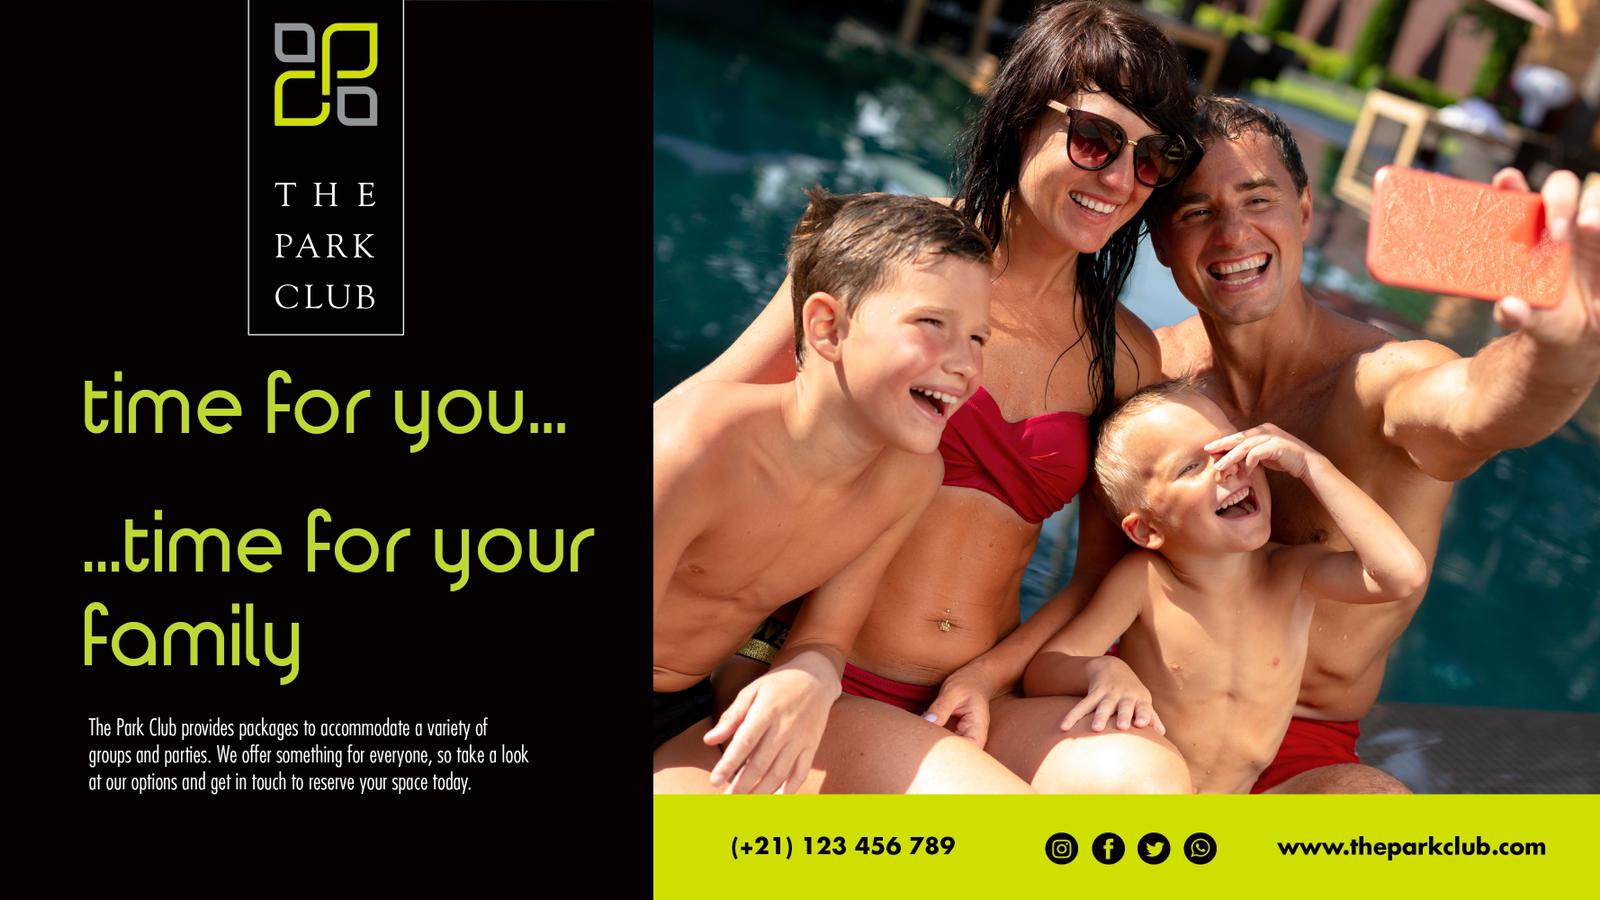 THE
PARK
CLUB
time for you...
...time for your
family
The Park Club provides packages to accommodate a variety of
groups and parties. We offer something for everyone, so take a look
at our options and get in touch to reserve your space today.
(+21) 123 456 789
www.theparkclub.com